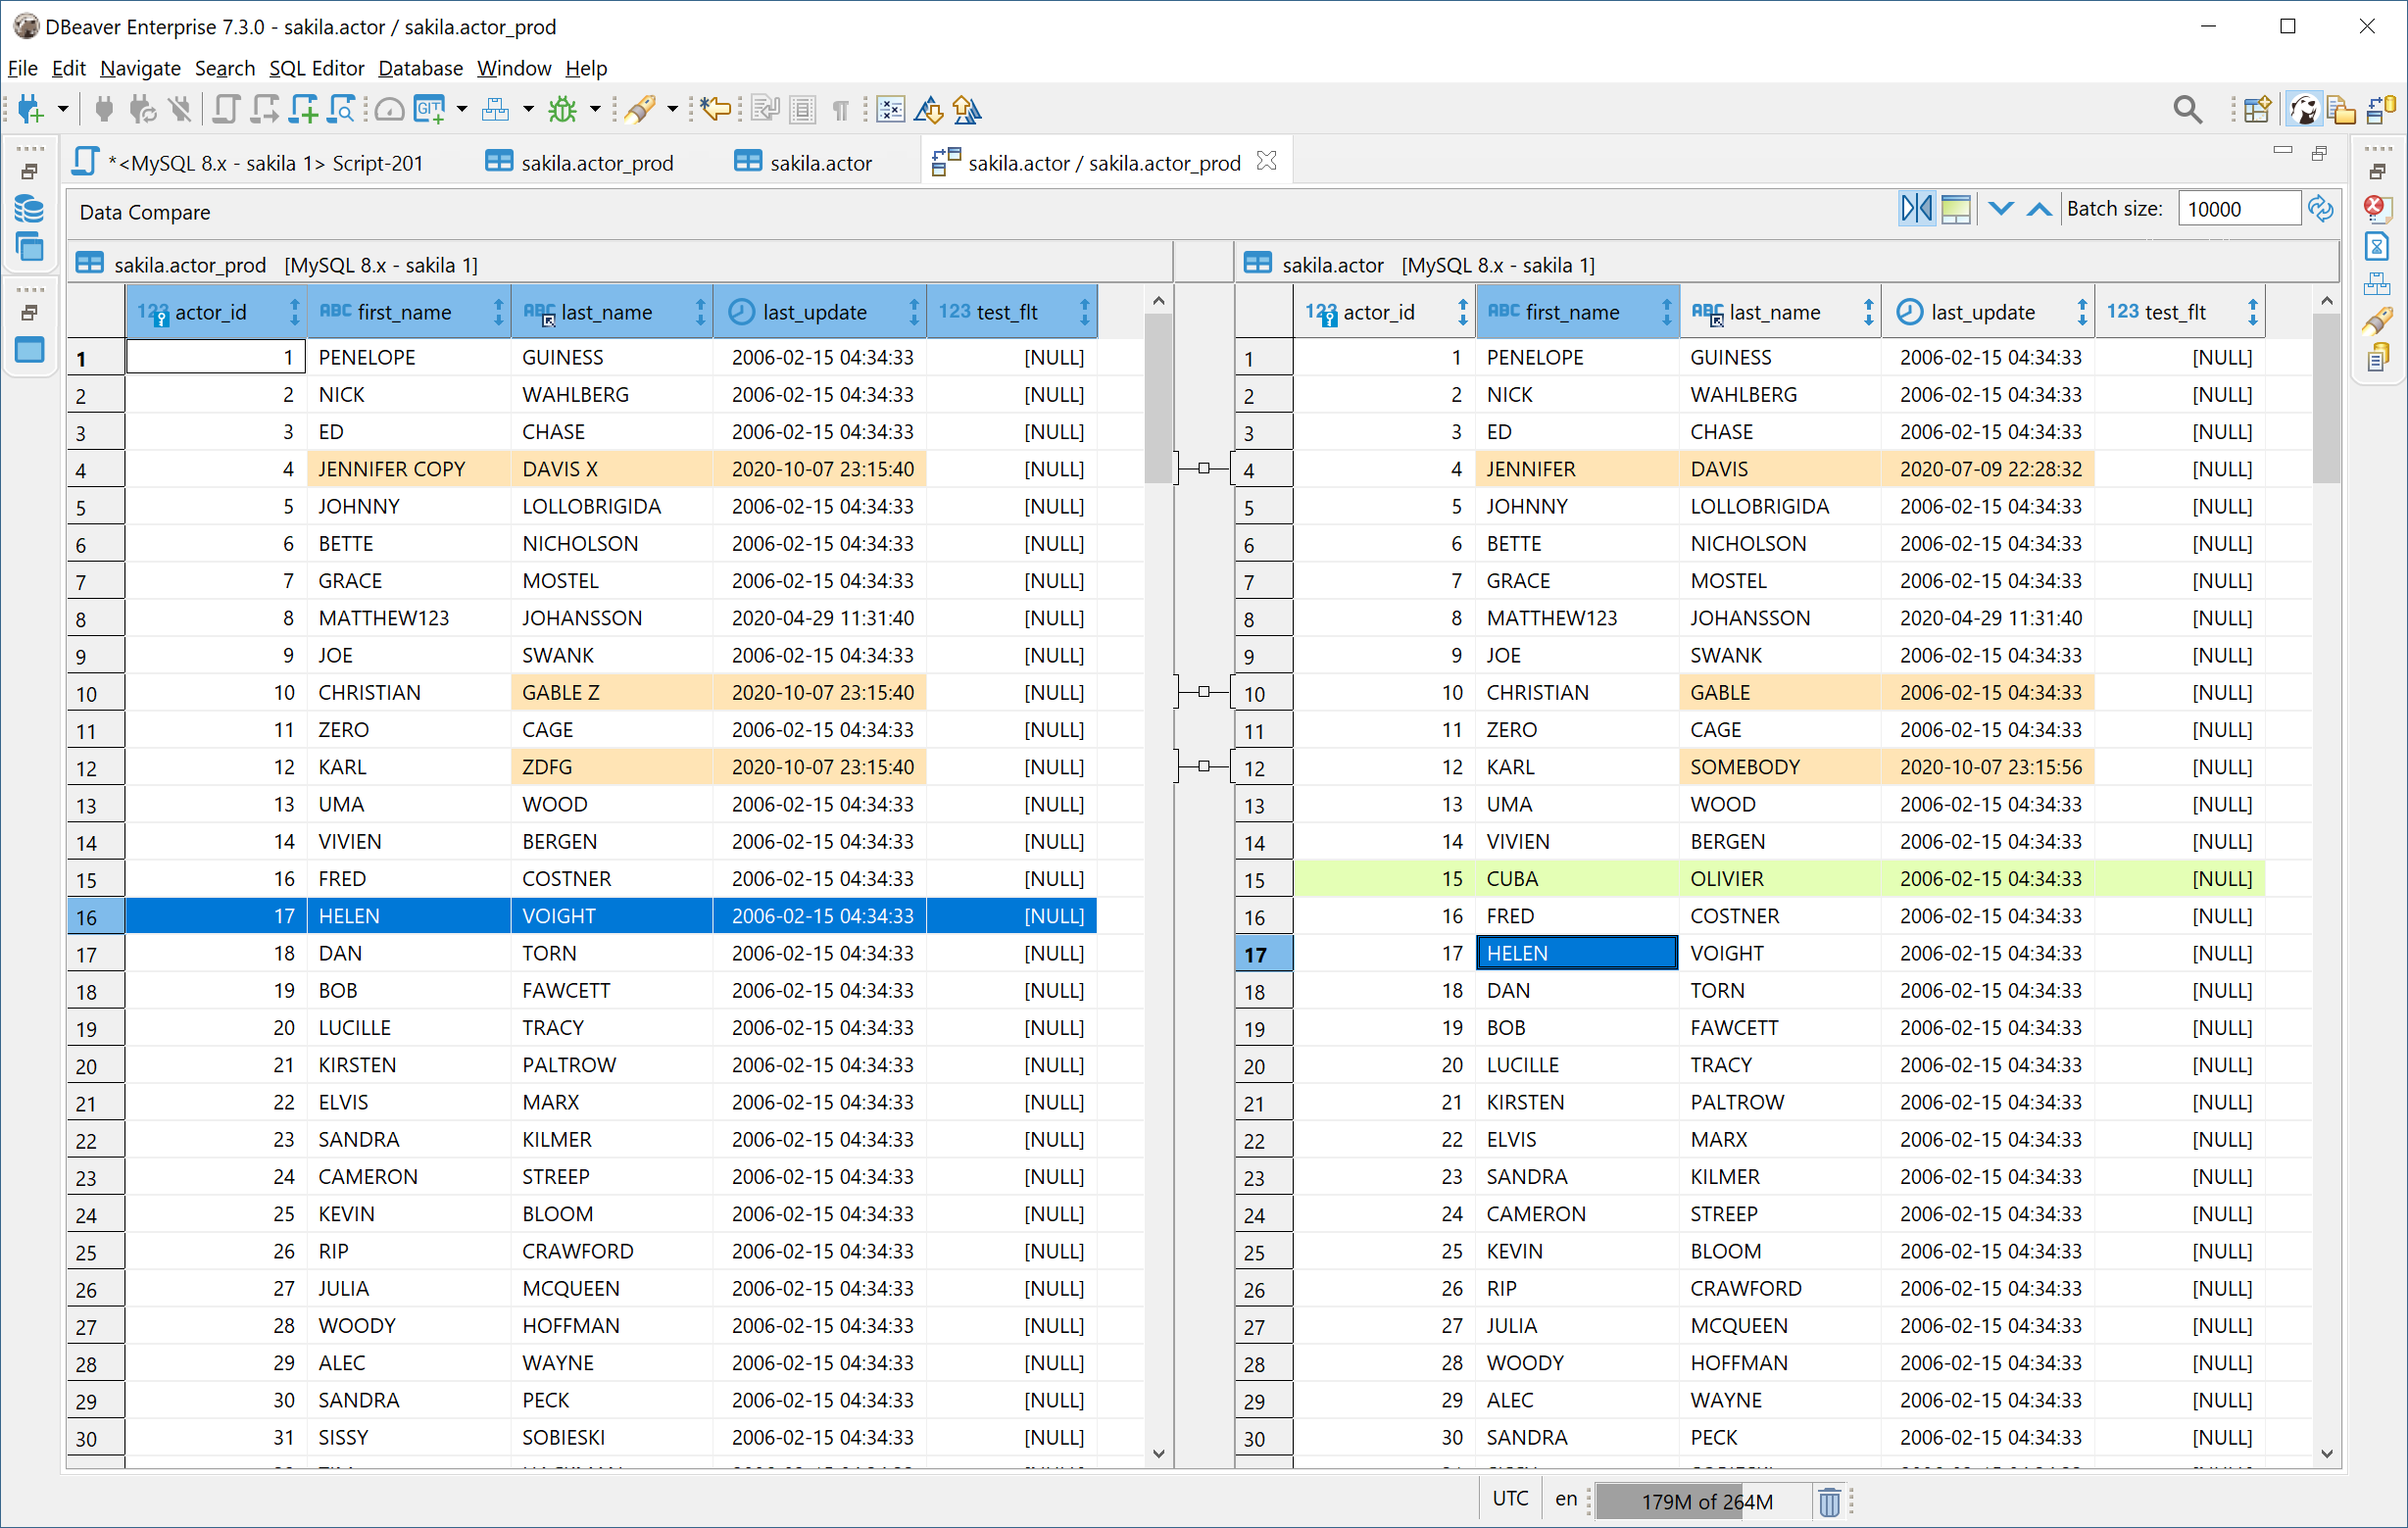 DBeaver Enterprise 7.3.0 - sakila.actor / sakila.actor_prod
File Edit Navigate Search SQL Editor Database Window Help
GIT
*<MySQL 8.x - sakila 1> Script-201 sakila.actor_prod sakila.actor sakila.actor / sakila.actor_prod
Data Compare Batch size: 10000
sakila.actor_prod [MySQL 8.x - sakila 1] sakila.actor [MySQL 8.x - sakila 1]
123 actor_id ABC first_name ABC last_name last_update 123 test_flt 123 actor_id ABC first_name ABC last_name last_update 123 test_flt
1 1 PENELOPE GUINESS 2006-02-15 04:34:33 [NULL] 1 1 PENELOPE GUINESS 2006-02-15 04:34:33 [NULL]
2 2 NICK WAHLBERG 2006-02-15 04:34:33 [NULL] 2 2 NICK WAHLBERG 2006-02-15 04:34:33 [NULL]
3 3 ED CHASE 2006-02-15 04:34:33 [NULL] 3 3 ED CHASE 2006-02-15 04:34:33 [NULL]
4 4 JENNIFER COPY DAVIS X 2020-10-07 23:15:40 [NULL] 4 4 JENNIFER DAVIS 2020-07-09 22:28:32 [NULL]
5 5 JOHNNY LOLLOBRIGIDA 2006-02-15 04:34:33 [NULL] 5 5 JOHNNY LOLLOBRIGIDA 2006-02-15 04:34:33 [NULL]
6 6 BETTE NICHOLSON 2006-02-15 04:34:33 [NULL] 6 6 BETTE NICHOLSON 2006-02-15 04:34:33 [NULL]
7 7 GRACE MOSTEL 2006-02-15 04:34:33 [NULL] 7 7 GRACE MOSTEL 2006-02-15 04:34:33 [NULL]
8 8 MATTHEW123 JOHANSSON 2020-04-29 11:31:40 [NULL] 8 8 MATTHEW123 JOHANSSON 2020-04-29 11:31:40 [NULL]
9 9 JOE SWANK 2006-02-15 04:34:33 [NULL] 9 9 JOE SWANK 2006-02-15 04:34:33 [NULL]
10 10 CHRISTIAN GABLE Z 2020-10-07 23:15:40 [NULL] 10 10 CHRISTIAN GABLE 2006-02-15 04:34:33 [NULL]
11 11 ZERO CAGE 2006-02-15 04:34:33 [NULL] 11 11 ZERO CAGE 2006-02-15 04:34:33 [NULL]
12 12 KARL ZDFG 2020-10-07 23:15:40 [NULL] 12 12 KARL SOMEBODY 2020-10-07 23:15:56 [NULL]
13 13 UMA WOOD 2006-02-15 04:34:33 [NULL] 13 13 UMA WOOD 2006-02-15 04:34:33 [NULL]
14 14 VIVIEN BERGEN 2006-02-15 04:34:33 [NULL] 14 14 VIVIEN BERGEN 2006-02-15 04:34:33 [NULL]
15 16 FRED COSTNER 2006-02-15 04:34:33 [NULL] 15 15 CUBA OLIVIER 2006-02-15 04:34:33 [NULL]
16 17 HELEN VOIGHT 2006-02-15 04:34:33 [NULL] 16 16 FRED COSTNER 2006-02-15 04:34:33 [NULL]
17 18 DAN TORN 2006-02-15 04:34:33 [NULL] 17 17 HELEN VOIGHT 2006-02-15 04:34:33 [NULL]
18 19 BOB FAWCETT 2006-02-15 04:34:33 [NULL] 18 18 DAN TORN 2006-02-15 04:34:33 [NULL]
19 20 LUCILLE TRACY 2006-02-15 04:34:33 [NULL] 19 19 BOB FAWCETT 2006-02-15 04:34:33 [NULL]
20 21 KIRSTEN PALTROW 2006-02-15 04:34:33 [NULL] 20 20 LUCILLE TRACY 2006-02-15 04:34:33 [NULL]
21 22 ELVIS MARX 2006-02-15 04:34:33 [NULL] 21 21 KIRSTEN PALTROW 2006-02-15 04:34:33 [NULL]
22 23 SANDRA KILMER 2006-02-15 04:34:33 [NULL] 22 22 ELVIS MARX 2006-02-15 04:34:33 [NULL]
23 24 CAMERON STREEP 2006-02-15 04:34:33 [NULL] 23 23 SANDRA KILMER 2006-02-15 04:34:33 [NULL]
24 25 KEVIN BLOOM 2006-02-15 04:34:33 [NULL] 24 24 CAMERON STREEP 2006-02-15 04:34:33 [NULL]
25 26 RIP CRAWFORD 2006-02-15 04:34:33 [NULL] 25 25 KEVIN BLOOM 2006-02-15 04:34:33 [NULL]
26 27 JULIA MCQUEEN 2006-02-15 04:34:33 [NULL] 26 26 RIP CRAWFORD 2006-02-15 04:34:33 [NULL]
27 28 WOODY HOFFMAN 2006-02-15 04:34:33 [NULL] 27 27 JULIA MCQUEEN 2006-02-15 04:34:33 [NULL]
28 29 ALEC WAYNE 2006-02-15 04:34:33 [NULL] 28 28 WOODY HOFFMAN 2006-02-15 04:34:33 [NULL]
29 30 SANDRA PECK 2006-02-15 04:34:33 [NULL] 29 29 ALEC WAYNE 2006-02-15 04:34:33 [NULL]
30 31 SISSY SOBIESKI 2006-02-15 04:34:33 [NULL] 30 30 SANDRA PECK 2006-02-15 04:34:33 [NULL]
UTC en 179M of 264M